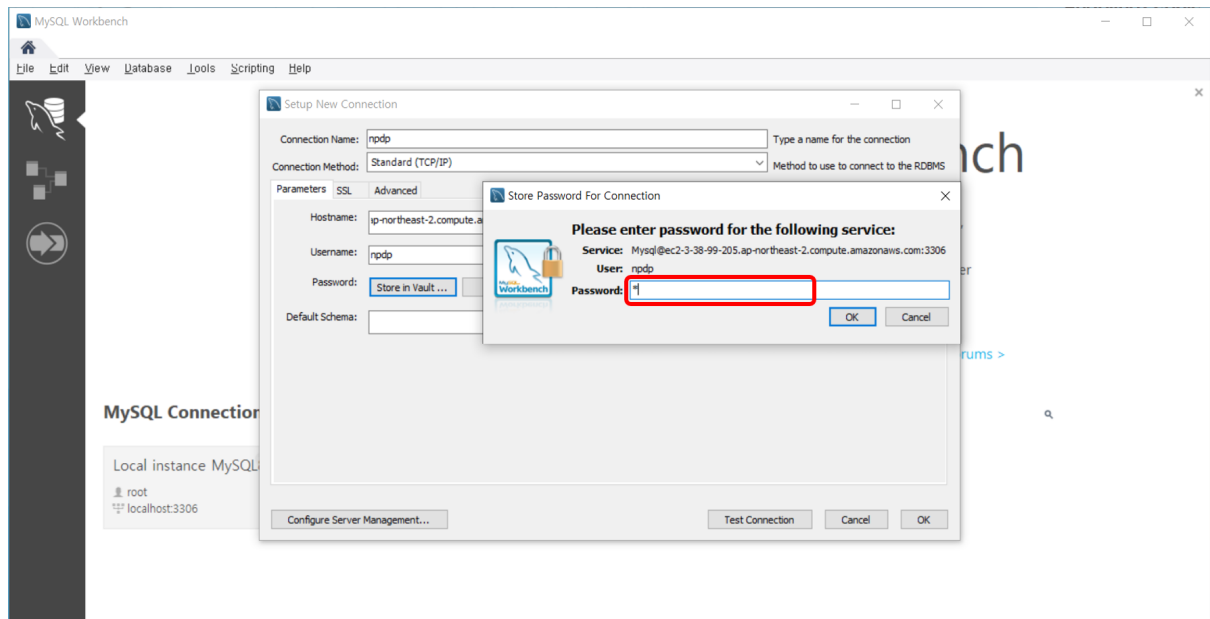 MySQL Workbench
File Edit View Database Tools Scripting Help
Setup New Connection
Connection Name: npdp Type a name for the connection
Connection Method: Standard (TCP/IP) Method to use to connect to the RDBMS
nch
Parameters SSL Advanced
Hostname: ap-northeast-2.compute.a
Username: npdp
Password: Store in Vault ...
Default Schema:
Store Password For Connection
Please enter password for the following service:
Service: Mysql@ec2-3-38-99-205.ap-northeast-2.compute.amazonaws.com:3306
User: npdp
Password: *
MySQL Workbench
OK Cancel
er
rums >
MySQL Connection
Local instance MySQL
root
localhost:3306
Configure Server Management... Test Connection Cancel OK